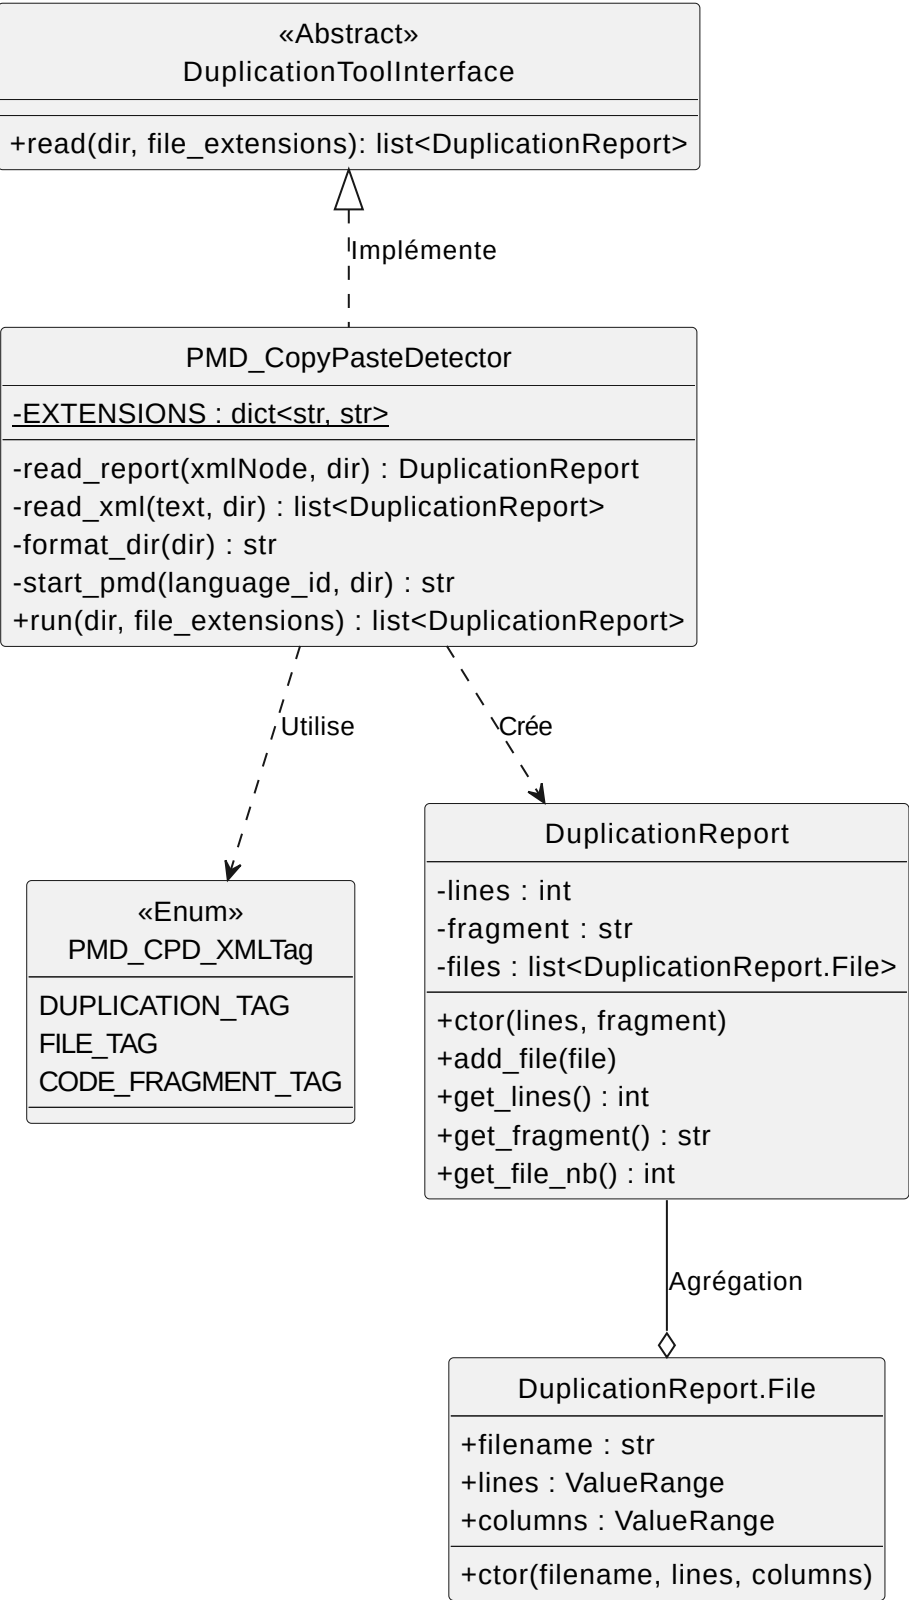 «Abstract»
DuplicationToolInterface
+read(dir, file_extensions): list<DuplicationReport>
Implémente
PMD_CopyPasteDetector
-EXTENSIONS : dict<str, str>
-read_report(xmlNode, dir) : DuplicationReport
-read_xml(text, dir) : list<DuplicationReport>
-format_dir(dir) : str
-start_pmd(language_id, dir) : str
+run(dir, file_extensions) : list<DuplicationReport>
Utilise
Crée
«Enum»
PMD_CPD_XMLTag
DUPLICATION_TAG
FILE_TAG
CODE_FRAGMENT_TAG
DuplicationReport
-lines : int
-fragment : str
-files : list<DuplicationReport.File>
+ctor(lines, fragment)
+add_file(file)
+get_lines() : int
+get_fragment() : str
+get_file_nb() : int
Agrégation
DuplicationReport.File
+filename : str
+lines : ValueRange
+columns : ValueRange
+ctor(filename, lines, columns)